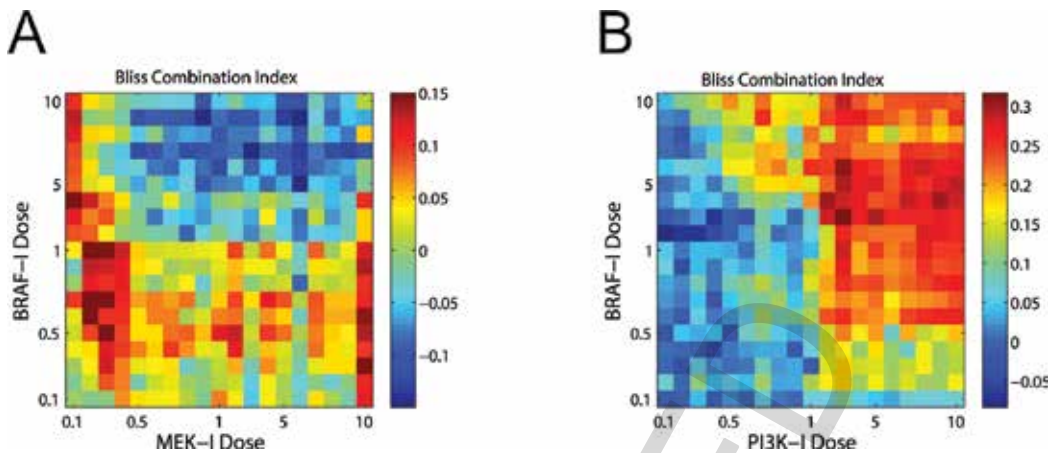 A
Bliss Combination Index
BRAF-I Dose
10
5
1
0.5
0.1
0.1 0.5 1 5 10
MEK-I Dose
0.15
0.1
0.05
0
−0.05
−0.1
B
Bliss Combination Index
BRAF-I Dose
10
5
1
0.5
0.1
0.1 0.5 1 5 10
PI3K-I Dose
0.3
0.25
0.2
0.15
0.1
0.05
0
−0.05